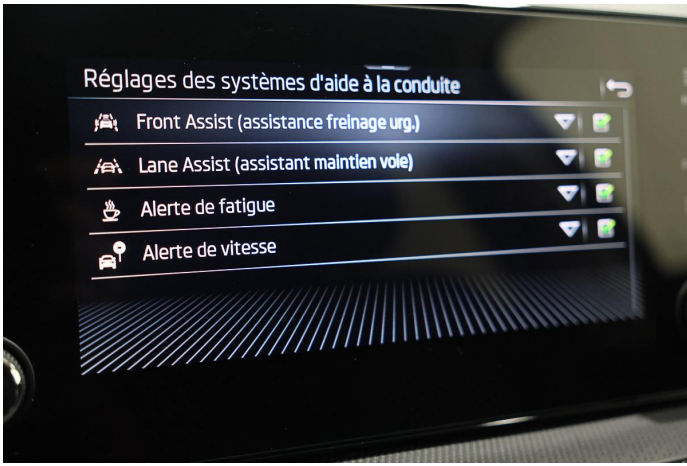 Réglages des systèmes d'aide à la conduite
Front Assist (assistance freinage urg.)
Lane Assist (assistant maintien voie)
Alerte de fatigue
Alerte de vitesse